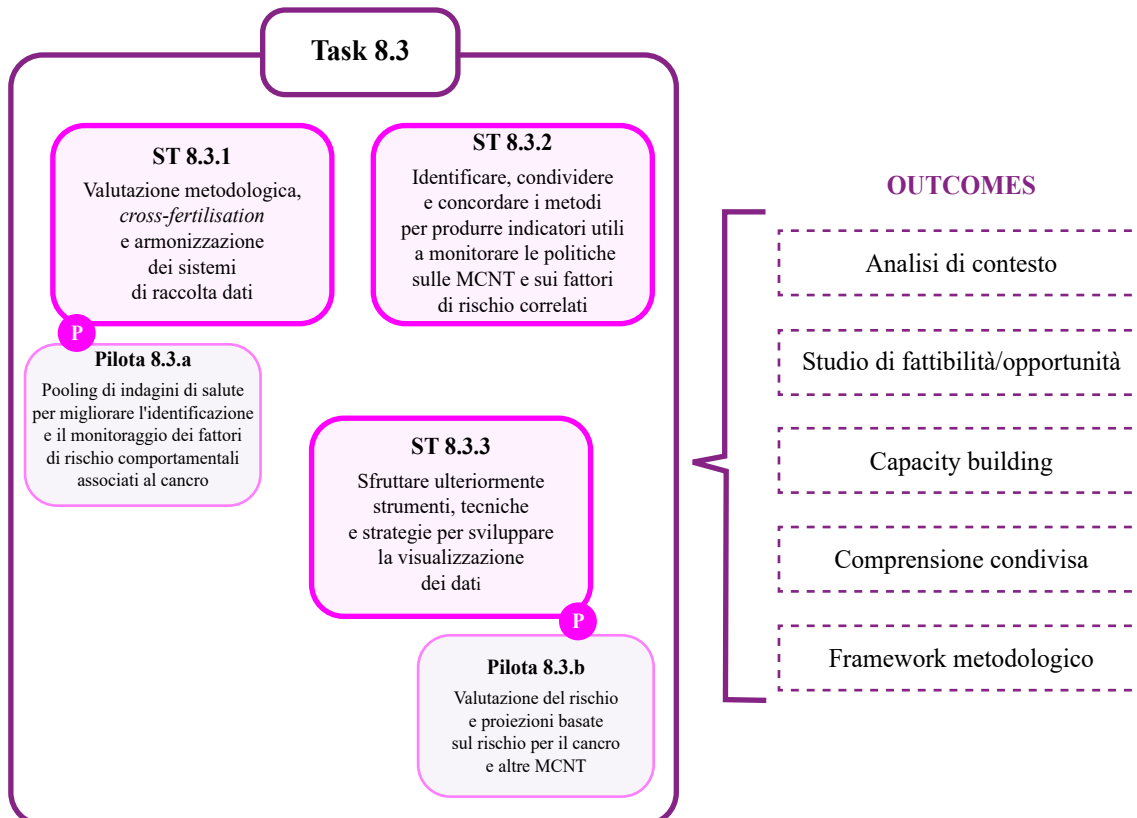 Task 8.3
ST 8.3.1
Valutazione metodologica,
cross-fertilisation
e armonizzazione
dei sistemi
di raccolta dati
P
Pilota 8.3.a
Pooling di indagini di salute
per migliorare l'identificazione
e il monitoraggio dei fattori
di rischio comportamentali
associati al cancro
ST 8.3.2
Identificare, condividere
e concordare i metodi
per produrre indicatori utili
a monitorare le politiche
sulle MCNT e sui fattori
di rischio correlati
ST 8.3.3
Sfruttare ulteriormente
strumenti, tecniche
e strategie per sviluppare
la visualizzazione
dei dati
P
Pilota 8.3.b
Valutazione del rischio
e proiezioni basate
sul rischio per il cancro
e altre MCNT
OUTCOMES
Analisi di contesto
Studio di fattibilità/opportunità
Capacity building
Comprensione condivisa
Framework metodologico